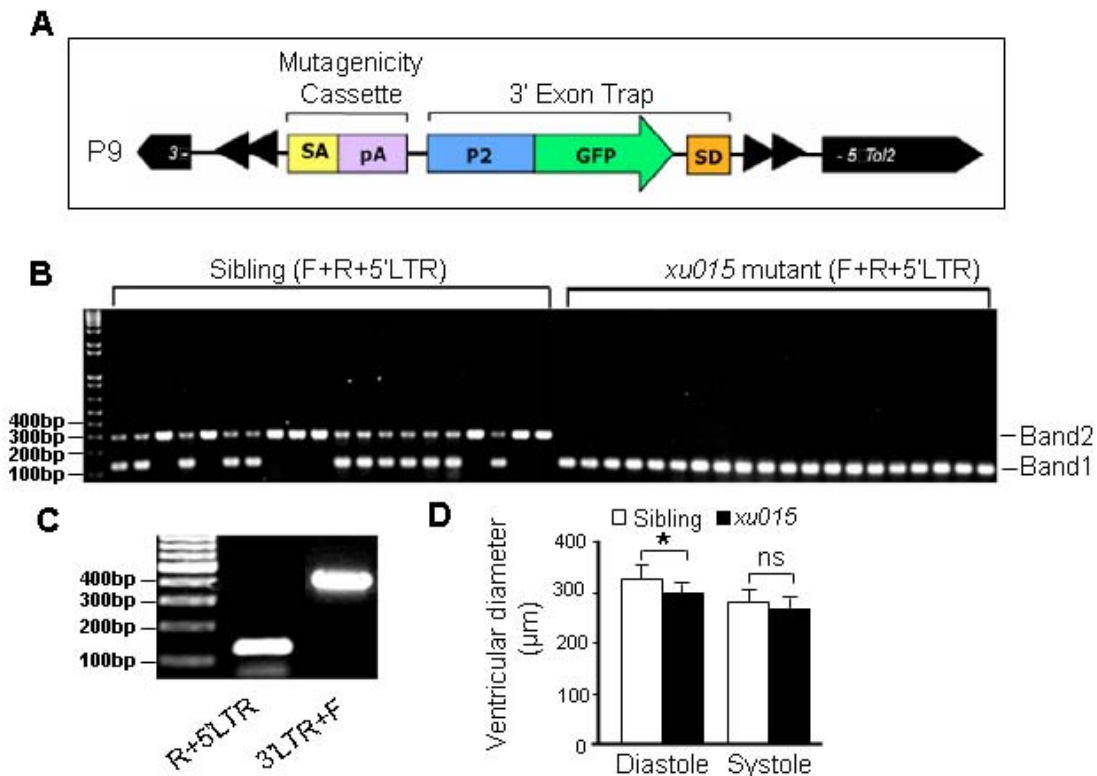 A
Mutagenicity
Cassette
3' Exon Trap
P9
3
SA
pA
P2
GFP
SD
- 5 Tol2
B
Sibling (F+R+5'LTR)
xu015 mutant (F+R+5'LTR)
400bp
300bp
200bp
100bp
Band2
Band1
C
400bp
300bp
200bp
100bp
R+5'LTR
3'LTR+F
D
Sibling xu015
Ventricular diameter
(µm)
400
300
200
100
0
*
ns
Diastole Systole